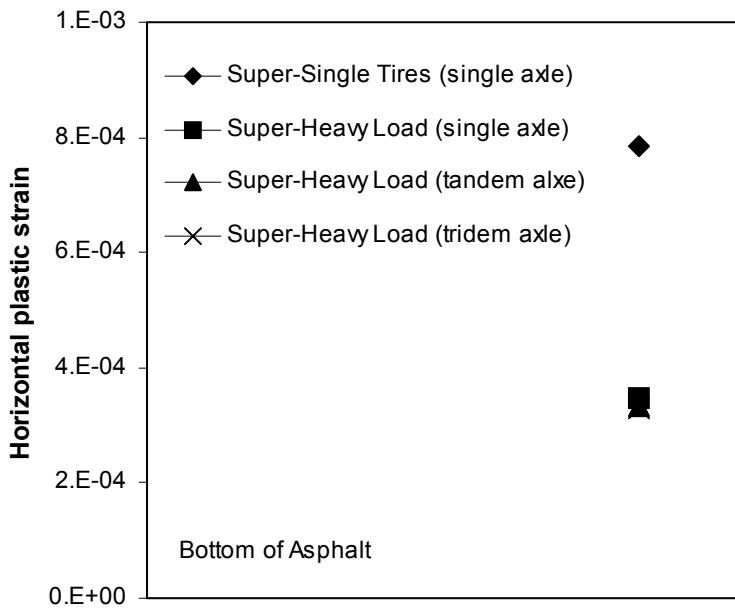 1.E-03
8.E-04
6.E-04
4.E-04
2.E-04
0.E+00
Horizontal plastic strain
Super-Single Tires (single axle)
Super-Heavy Load (single axle)
Super-Heavy Load (tandem alxe)
Super-Heavy Load (tridem axle)
Bottom of Asphalt